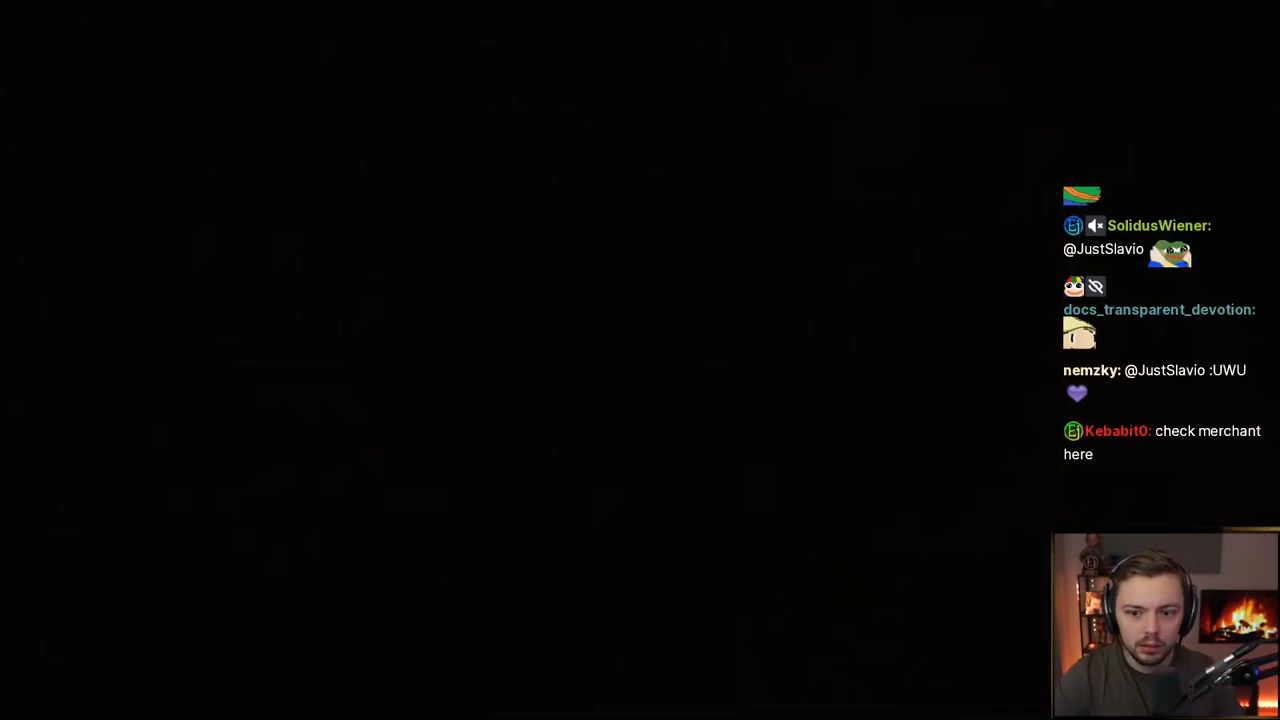 SolidusWiener:
@JustSlavio
docs_transparent_devotion:
nemzky: @JustSlavio :UWU
Kebabit0: check merchant
here